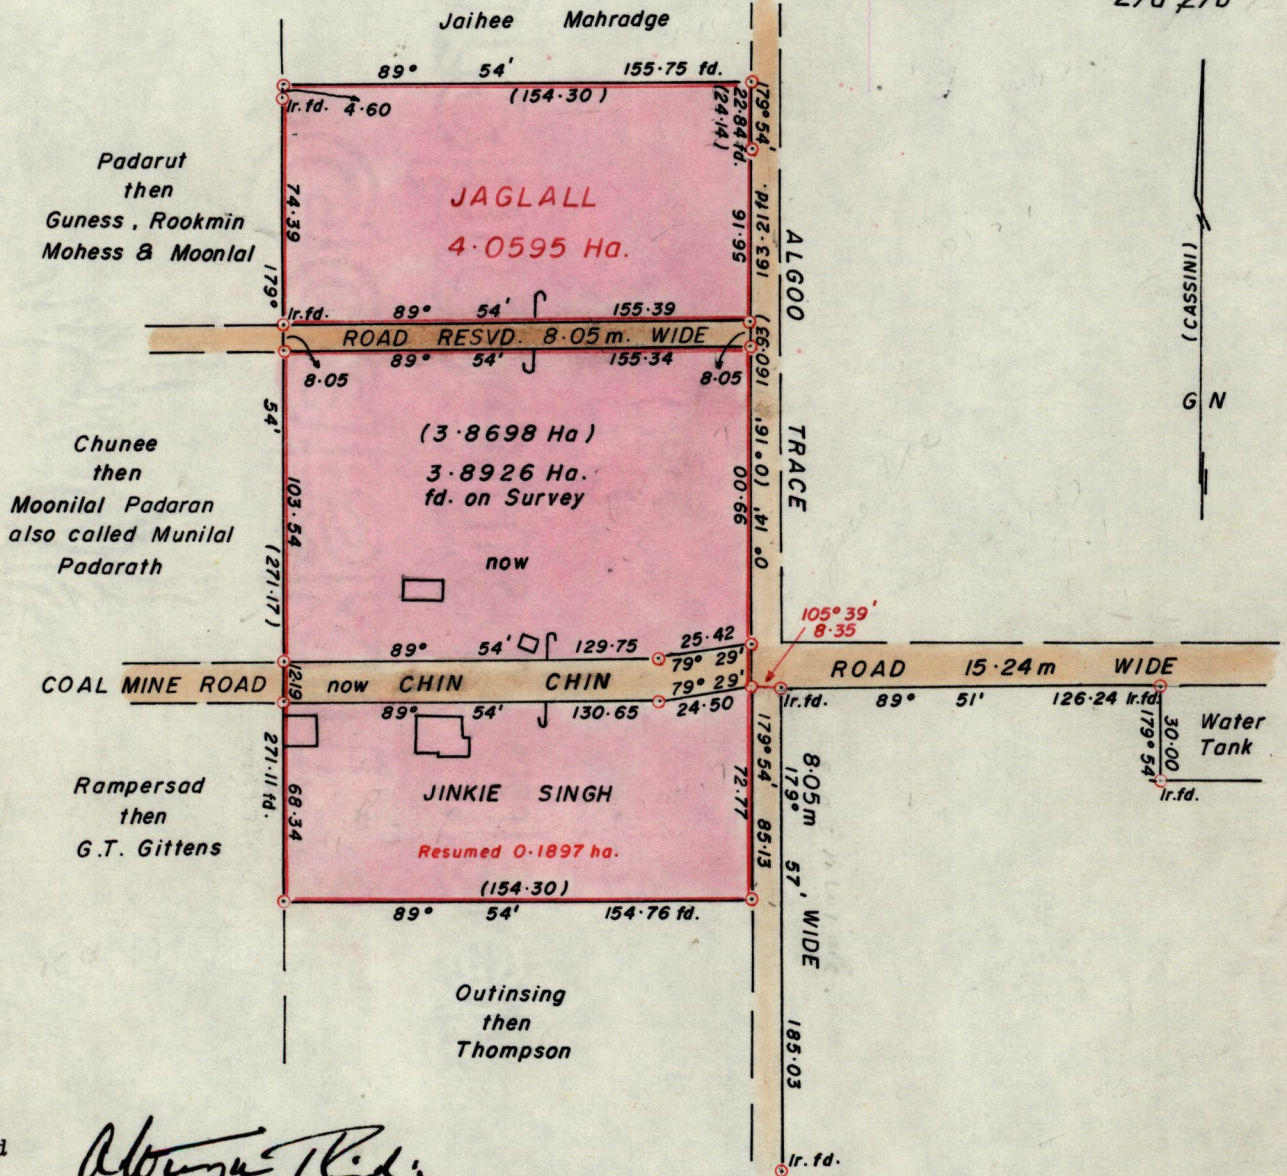 Jaihee Mahradge
89° 54' 155·75 fd.
(154·30)
Ir.fd. 4·60
179° 54'
22·84 fd.
(24·14)
Padarut
then
Guness, Rookmin
Mohess & Moonlal
74·39
179°
JAGLALL
4·0595 Ha.
91·95
163·21 fd.
ALGOO TRACE
(CASSINI)
G N
Ir.fd. 89° 54' 155·39
ROAD RESVD. 8·05 m. WIDE
89° 54' 155·34
8·05
8·05
160·93)
54'
Chunee
then
Moonilal Padaran
also called Munilal
Padarath
103·54
(271·17)
(3·8698 Ha)
3·8926 Ha.
fd. on Survey
now
99·00
0° 14' (0° 16')
89° 54' 129·75
25·42
79° 29'
105° 39'
8·35
COAL MINE ROAD
12·19
now CHIN CHIN
79° 29'
24·50
ROAD 15·24m WIDE
Ir.fd. 89° 51' 126·24 Ir.fd.
30·00
179° 54'
Water
Tank
Ir.fd.
89° 54' 130·65
Rampersad
then
G.T. Gittens
271·11 fd.
68·34
JINKIE SINGH
Resumed 0·1897 ha.
72·77
179° 54' 85·13
8·05m WIDE
179° 57' 185·03
(154·30)
89° 54' 154·76 fd.
Outinsing
then
Thompson
Ir.fd.